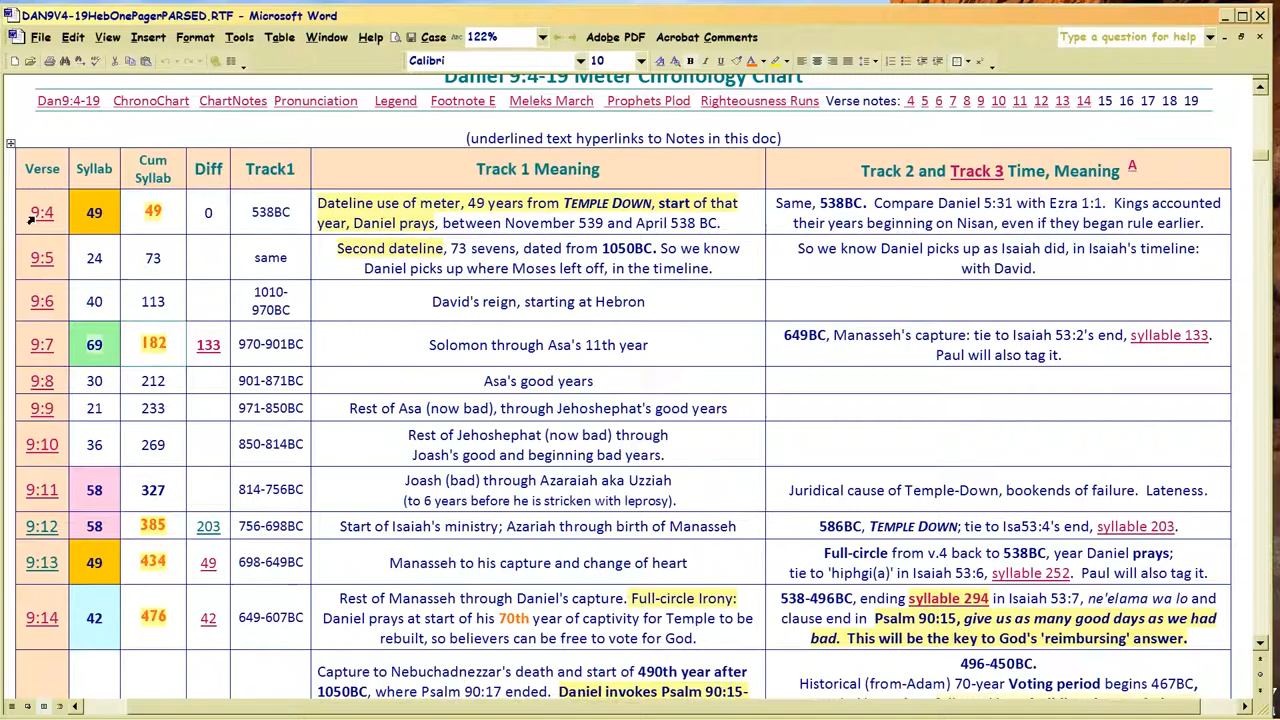 DAN9V4-19HebOnePagerPARSED.RTF - Microsoft Word
File Edit View Insert Format Tools Table Window Help Case 122% Adobe PDF Acrobat Comments Type a question for help
Calibri 10
Daniel 9:4-19 Meter Chronology Chart
Dan9:4-19 ChronoChart ChartNotes Pronunciation Legend Footnote E Meleks March Prophets Plod Righteousness Runs Verse notes: 4 5 6 7 8 9 10 11 12 13 14 15 16 17 18 19
(underlined text hyperlinks to Notes in this doc)
Verse Syllab Cum Syllab Diff Track1 Track 1 Meaning Track 2 and Track 3 Time, Meaning A
9:4 49 49 0 538BC Dateline use of meter, 49 years from TEMPLE DOWN, start of that year, Daniel prays, between November 539 and April 538 BC. Same, 538BC. Compare Daniel 5:31 with Ezra 1:1. Kings accounted their years beginning on Nisan, even if they began rule earlier.
9:5 24 73 same Second dateline, 73 sevens, dated from 1050BC. So we know Daniel picks up where Moses left off, in the timeline. So we know Daniel picks up as Isaiah did, in Isaiah's timeline: with David.
9:6 40 113 1010-970BC David's reign, starting at Hebron
9:7 69 182 133 970-901BC Solomon through Asa's 11th year 649BC, Manasseh's capture: tie to Isaiah 53:2's end, syllable 133. Paul will also tag it.
9:8 30 212 901-871BC Asa's good years
9:9 21 233 971-850BC Rest of Asa (now bad), through Jehoshephat's good years
9:10 36 269 850-814BC Rest of Jehoshephat (now bad) through Joash's good and beginning bad years.
9:11 58 327 814-756BC Joash (bad) through Azaraiah aka Uzziah (to 6 years before he is stricken with leprosy). Juridical cause of Temple-Down, bookends of failure. Lateness.
9:12 58 385 203 756-698BC Start of Isaiah's ministry; Azariah through birth of Manasseh 586BC, TEMPLE DOWN; tie to Isa53:4's end, syllable 203.
9:13 49 434 49 698-649BC Manasseh to his capture and change of heart Full-circle from v.4 back to 538BC, year Daniel prays; tie to 'hiphgi(a)' in Isaiah 53:6, syllable 252. Paul will also tag it.
9:14 42 476 42 649-607BC Rest of Manasseh through Daniel's capture. Full-circle Irony: Daniel prays at start of his 70th year of captivity for Temple to be rebuilt, so believers can be free to vote for God. 538-496BC, ending syllable 294 in Isaiah 53:7, ne'elama wa lo and clause end in Psalm 90:15, give us as many good days as we had bad. This will be the key to God's 'reimbursing' answer.
Capture to Nebuchadnezzar's death and start of 490th year after 1050BC, where Psalm 90:17 ended. Daniel invokes Psalm 90:15- 496-450BC. Historical (from-Adam) 70-year Voting period begins 467BC,